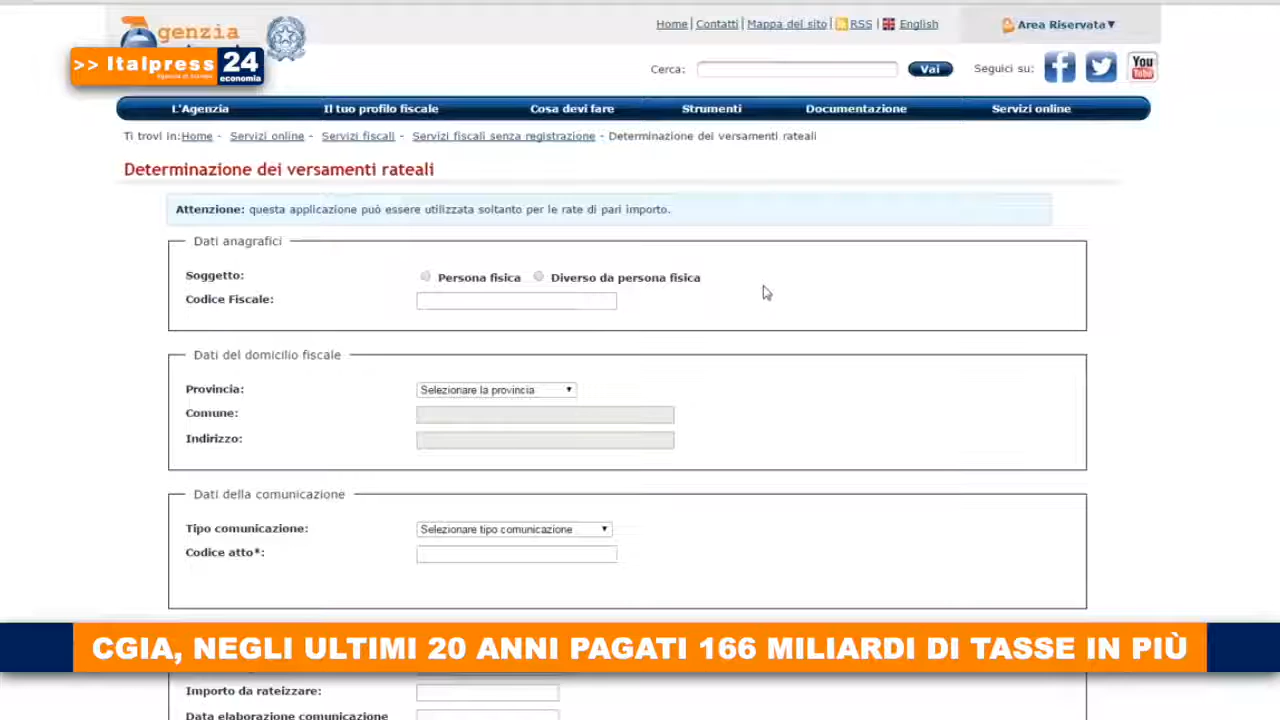 genzia
Home | Contatti | Mappa del sito | RSS | English
Area Riservata▼
>> Italpress 24
economia
Cerca:
Vai
Seguici su:
You
Tube
L'Agenzia
Il tuo profilo fiscale
Cosa devi fare
Strumenti
Documentazione
Servizi online
Ti trovi in:Home - Servizi online - Servizi fiscali - Servizi fiscali senza registrazione - Determinazione dei versamenti rateali
Determinazione dei versamenti rateali
Attenzione: questa applicazione può essere utilizzata soltanto per le rate di pari importo.
Dati anagrafici
Soggetto:
Persona fisica
Diverso da persona fisica
Codice Fiscale:
Dati del domicilio fiscale
Provincia:
Selezionare la provincia
Comune:
Indirizzo:
Dati della comunicazione
Tipo comunicazione:
Selezionare tipo comunicazione
Codice atto*:
CGIA, NEGLI ULTIMI 20 ANNI PAGATI 166 MILIARDI DI TASSE IN PIÙ
Importo da rateizzare:
Data elaborazione comunicazione